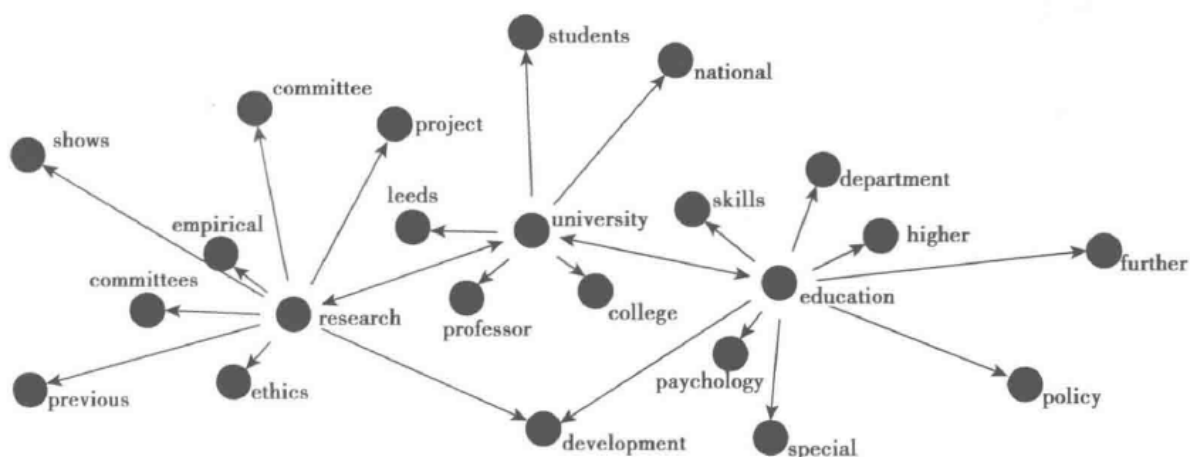 students
national
committee
project
shows
department
leeds
skills
university
empirical
higher
further
committees
education
research
college
professor
paychology
previous
ethics
policy
development
special